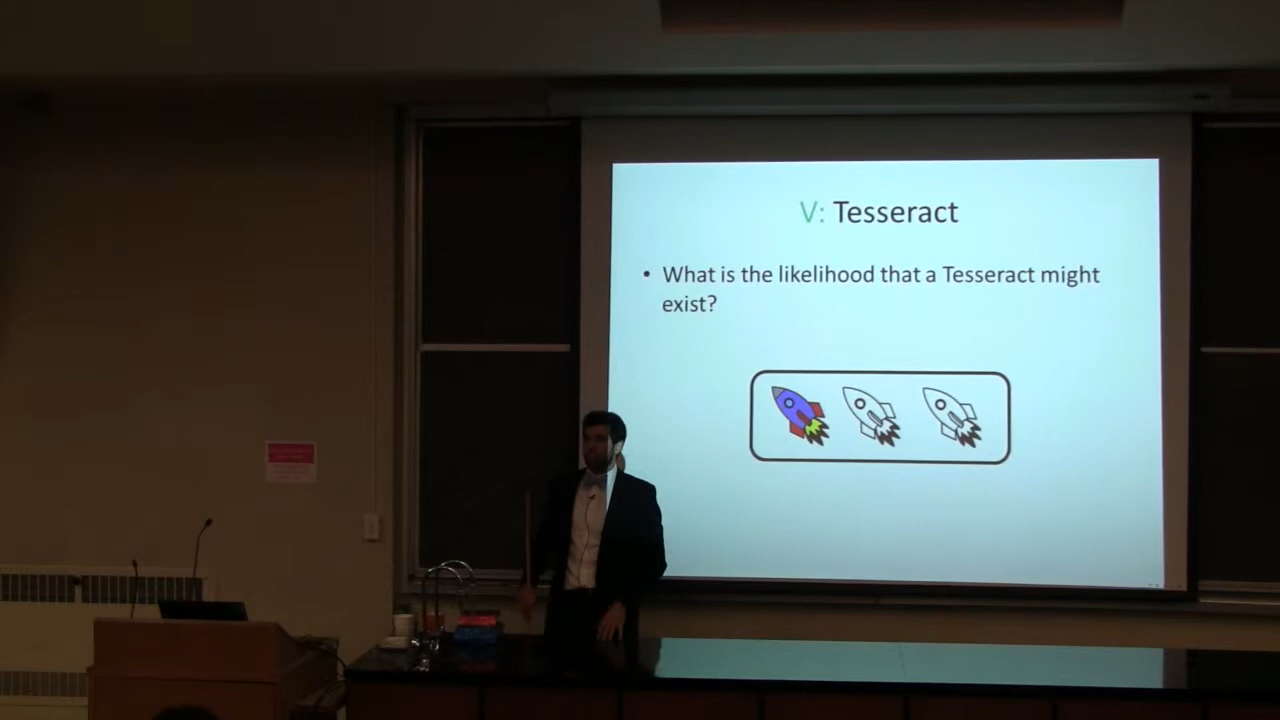 V: Tesseract
• What is the likelihood that a Tesseract might
exist?